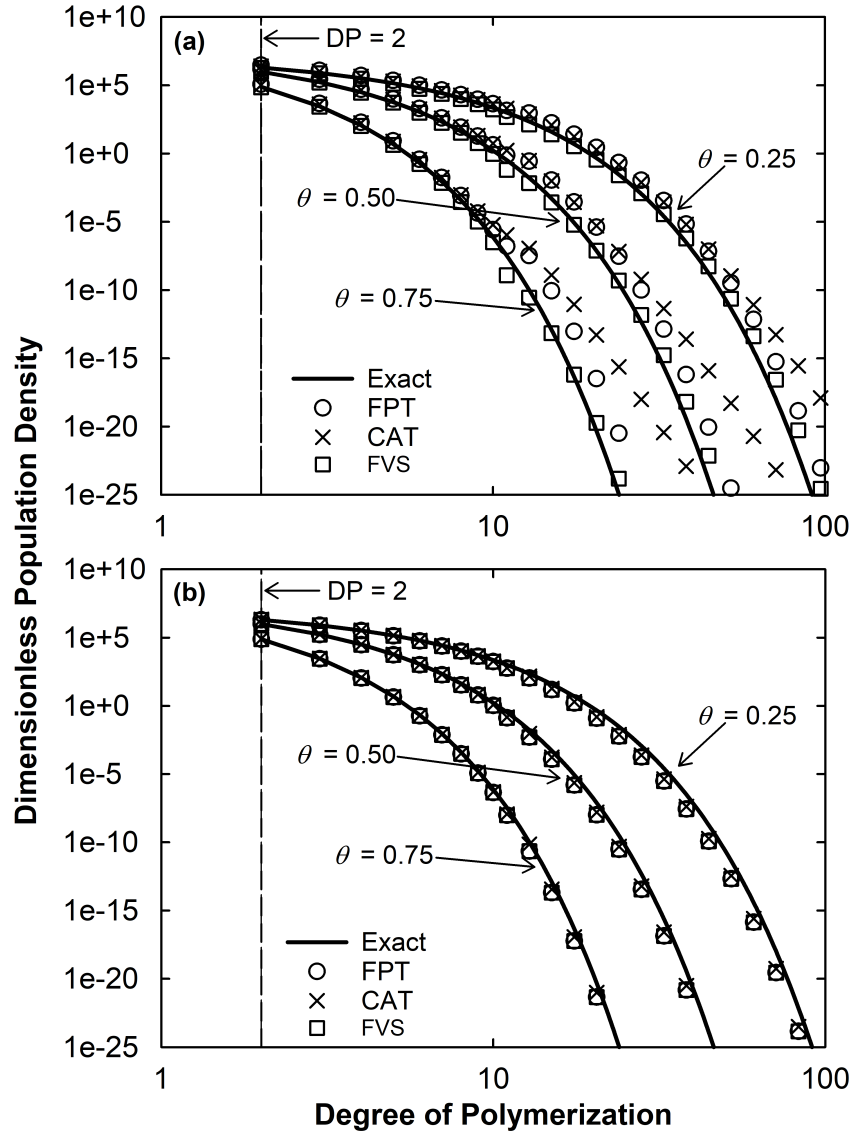 Dimensionless Population Density
1e+10
1e+5
1e+0
1e-5
1e-10
1e-15
1e-20
1e-25
(a)
DP = 2
θ = 0.25
θ = 0.50
θ = 0.75
Exact
FPT
CAT
FVS
1
10
100
1e+10
1e+5
1e+0
1e-5
1e-10
1e-15
1e-20
1e-25
(b)
DP = 2
θ = 0.25
θ = 0.50
θ = 0.75
Exact
FPT
CAT
FVS
1
10
100
Degree of Polymerization